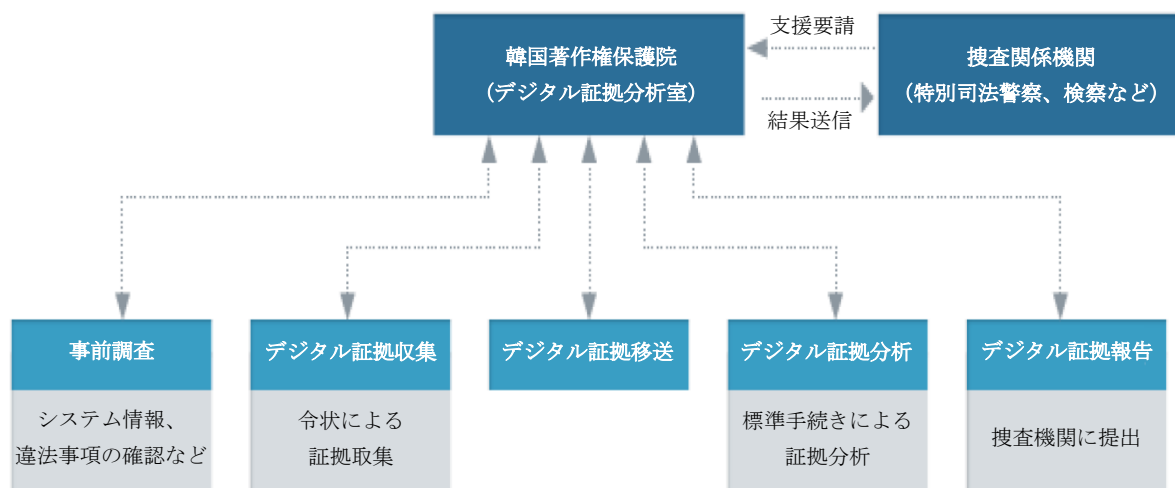 韓国著作権保護院
(デジタル証拠分析室)
支援要請
結果送信
捜査関係機関
(特別司法警察、検察など)
事前調査
システム情報、
違法事項の確認など
デジタル証拠収集
令状による
証拠収集
デジタル証拠移送
デジタル証拠分析
標準手続きによる
証拠分析
デジタル証拠報告
捜査機関に提出